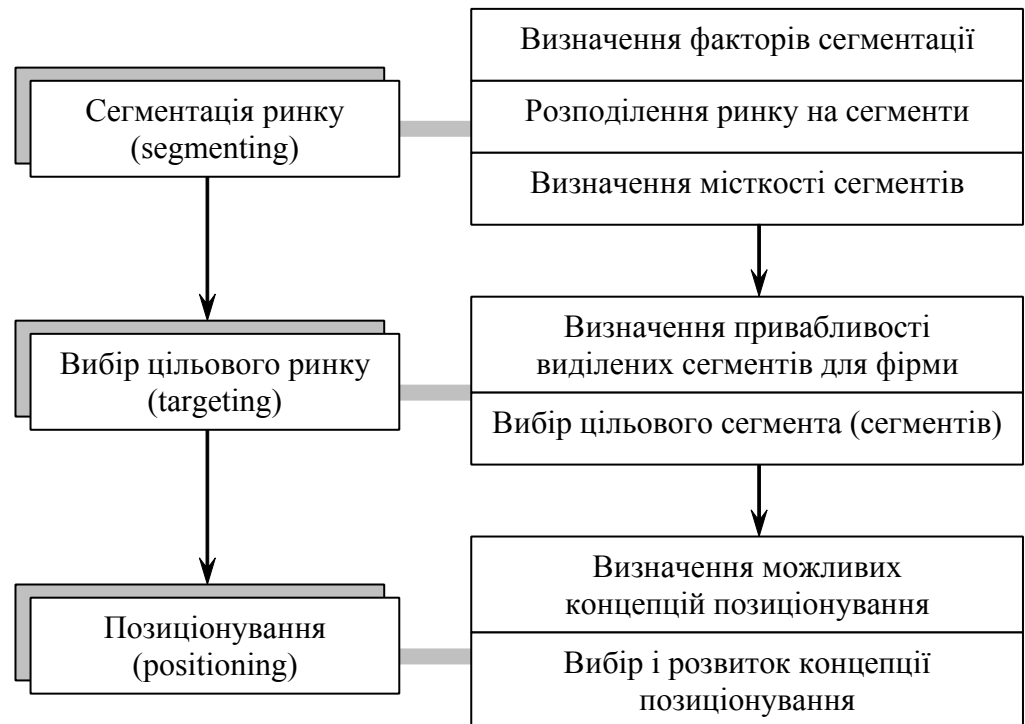 Сегментація ринку
(segmenting)
Визначення факторів сегментації
Розподілення ринку на сегменти
Визначення місткості сегментів
Вибір цільового ринку
(targeting)
Визначення привабливості
виділених сегментів для фірми
Вибір цільового сегмента (сегментів)
Позиціонування
(positioning)
Визначення можливих
концепцій позиціонування
Вибір і розвиток концепції
позиціонування